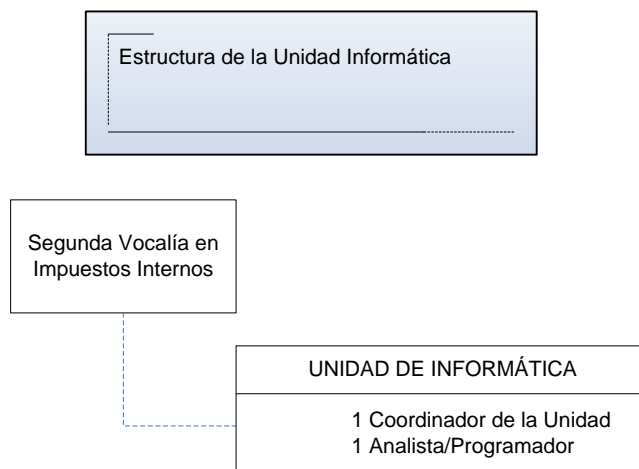 Estructura de la Unidad Informática
Segunda Vocalía en
Impuestos Internos
UNIDAD DE INFORMÁTICA
1 Coordinador de la Unidad
1 Analista/Programador